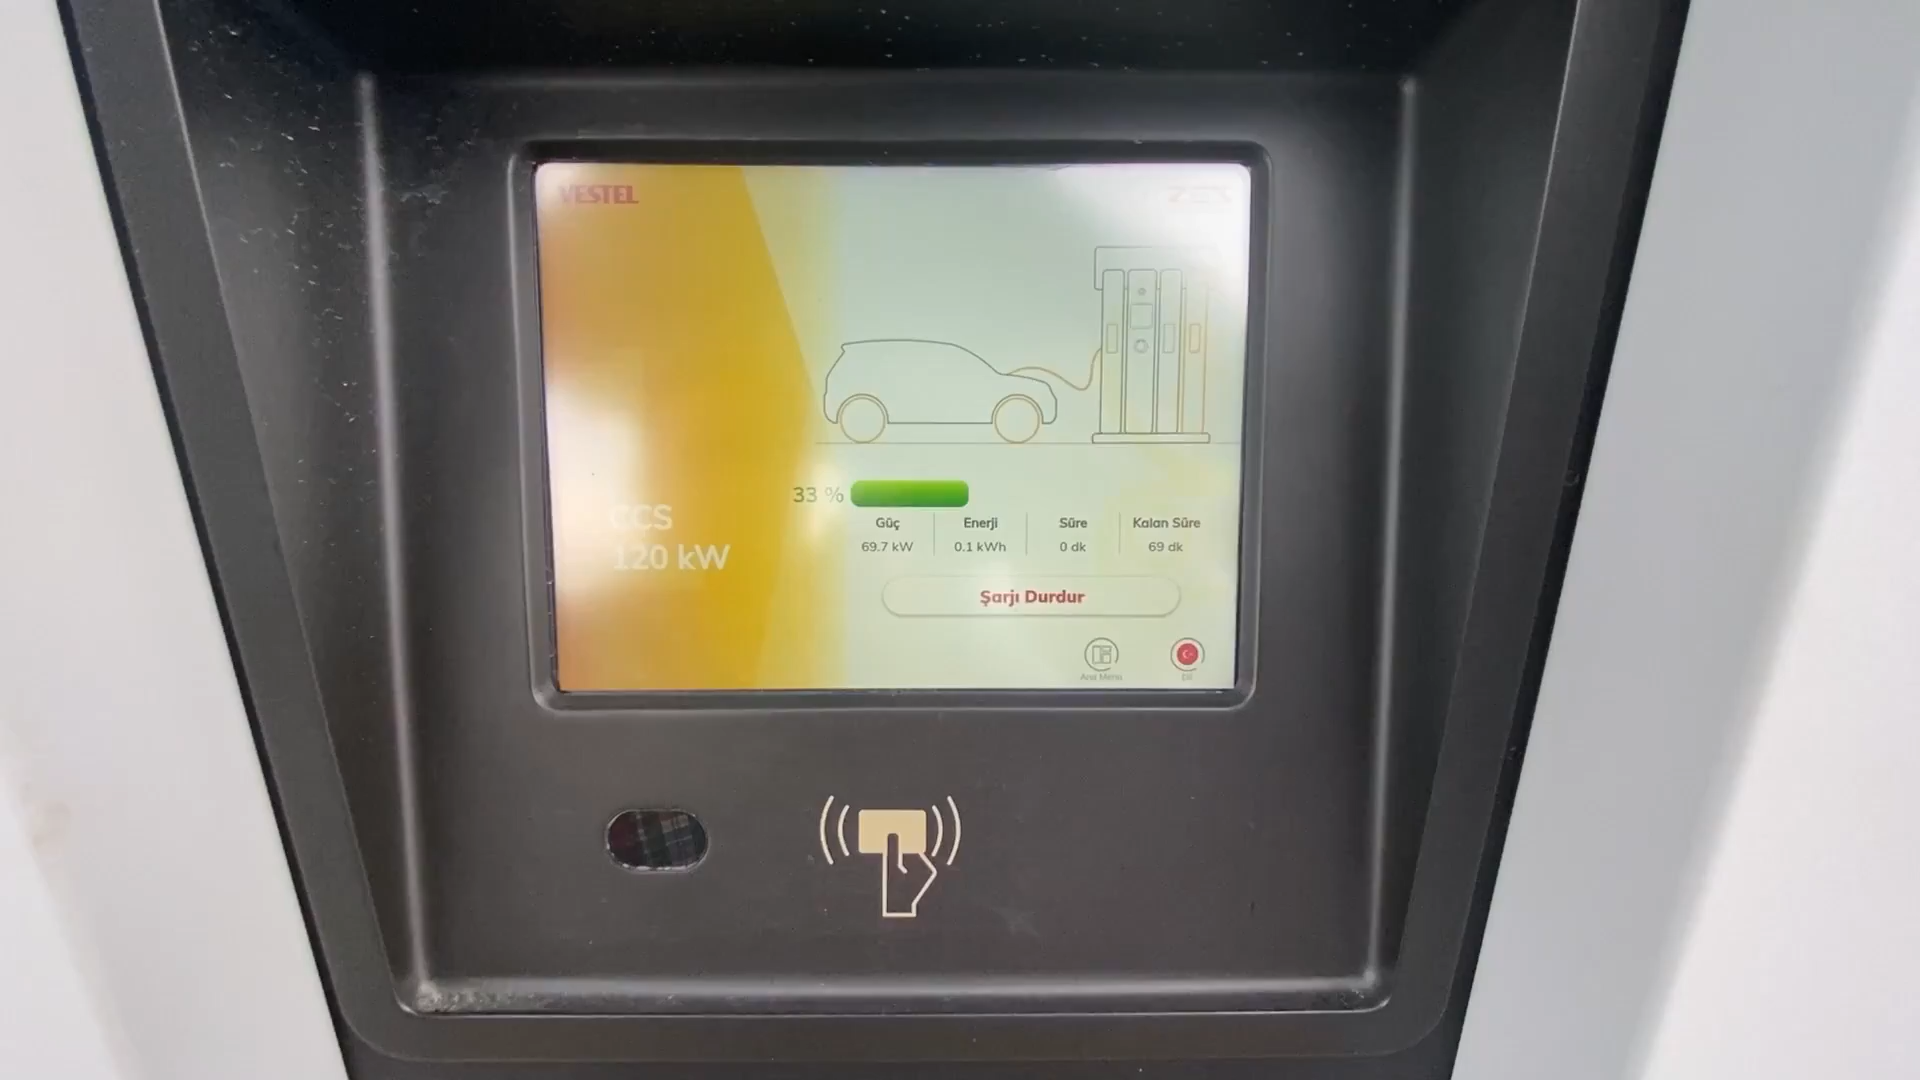 VESTEL
ZES
33 %
CCS
120 kW
Güç
Enerji
Süre
Kalan Süre
69.7 kW
0.1 kWh
0 dk
69 dk
Şarjı Durdur
Ana Menü
Dil